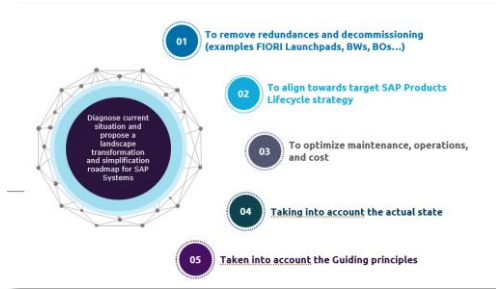 01
To remove redundances and decommissioning
(examples FIORI Launchpads, BWs, BOs...)
02
To align towards target SAP Products
Lifecycle strategy
Diagnose current
situation and
propose a
landscape
transformation
and simplification
roadmap for SAP
Systems
03
To optimize maintenance, operations,
and cost
04
Taking into account the actual state
05
Taken into account the Guiding principles